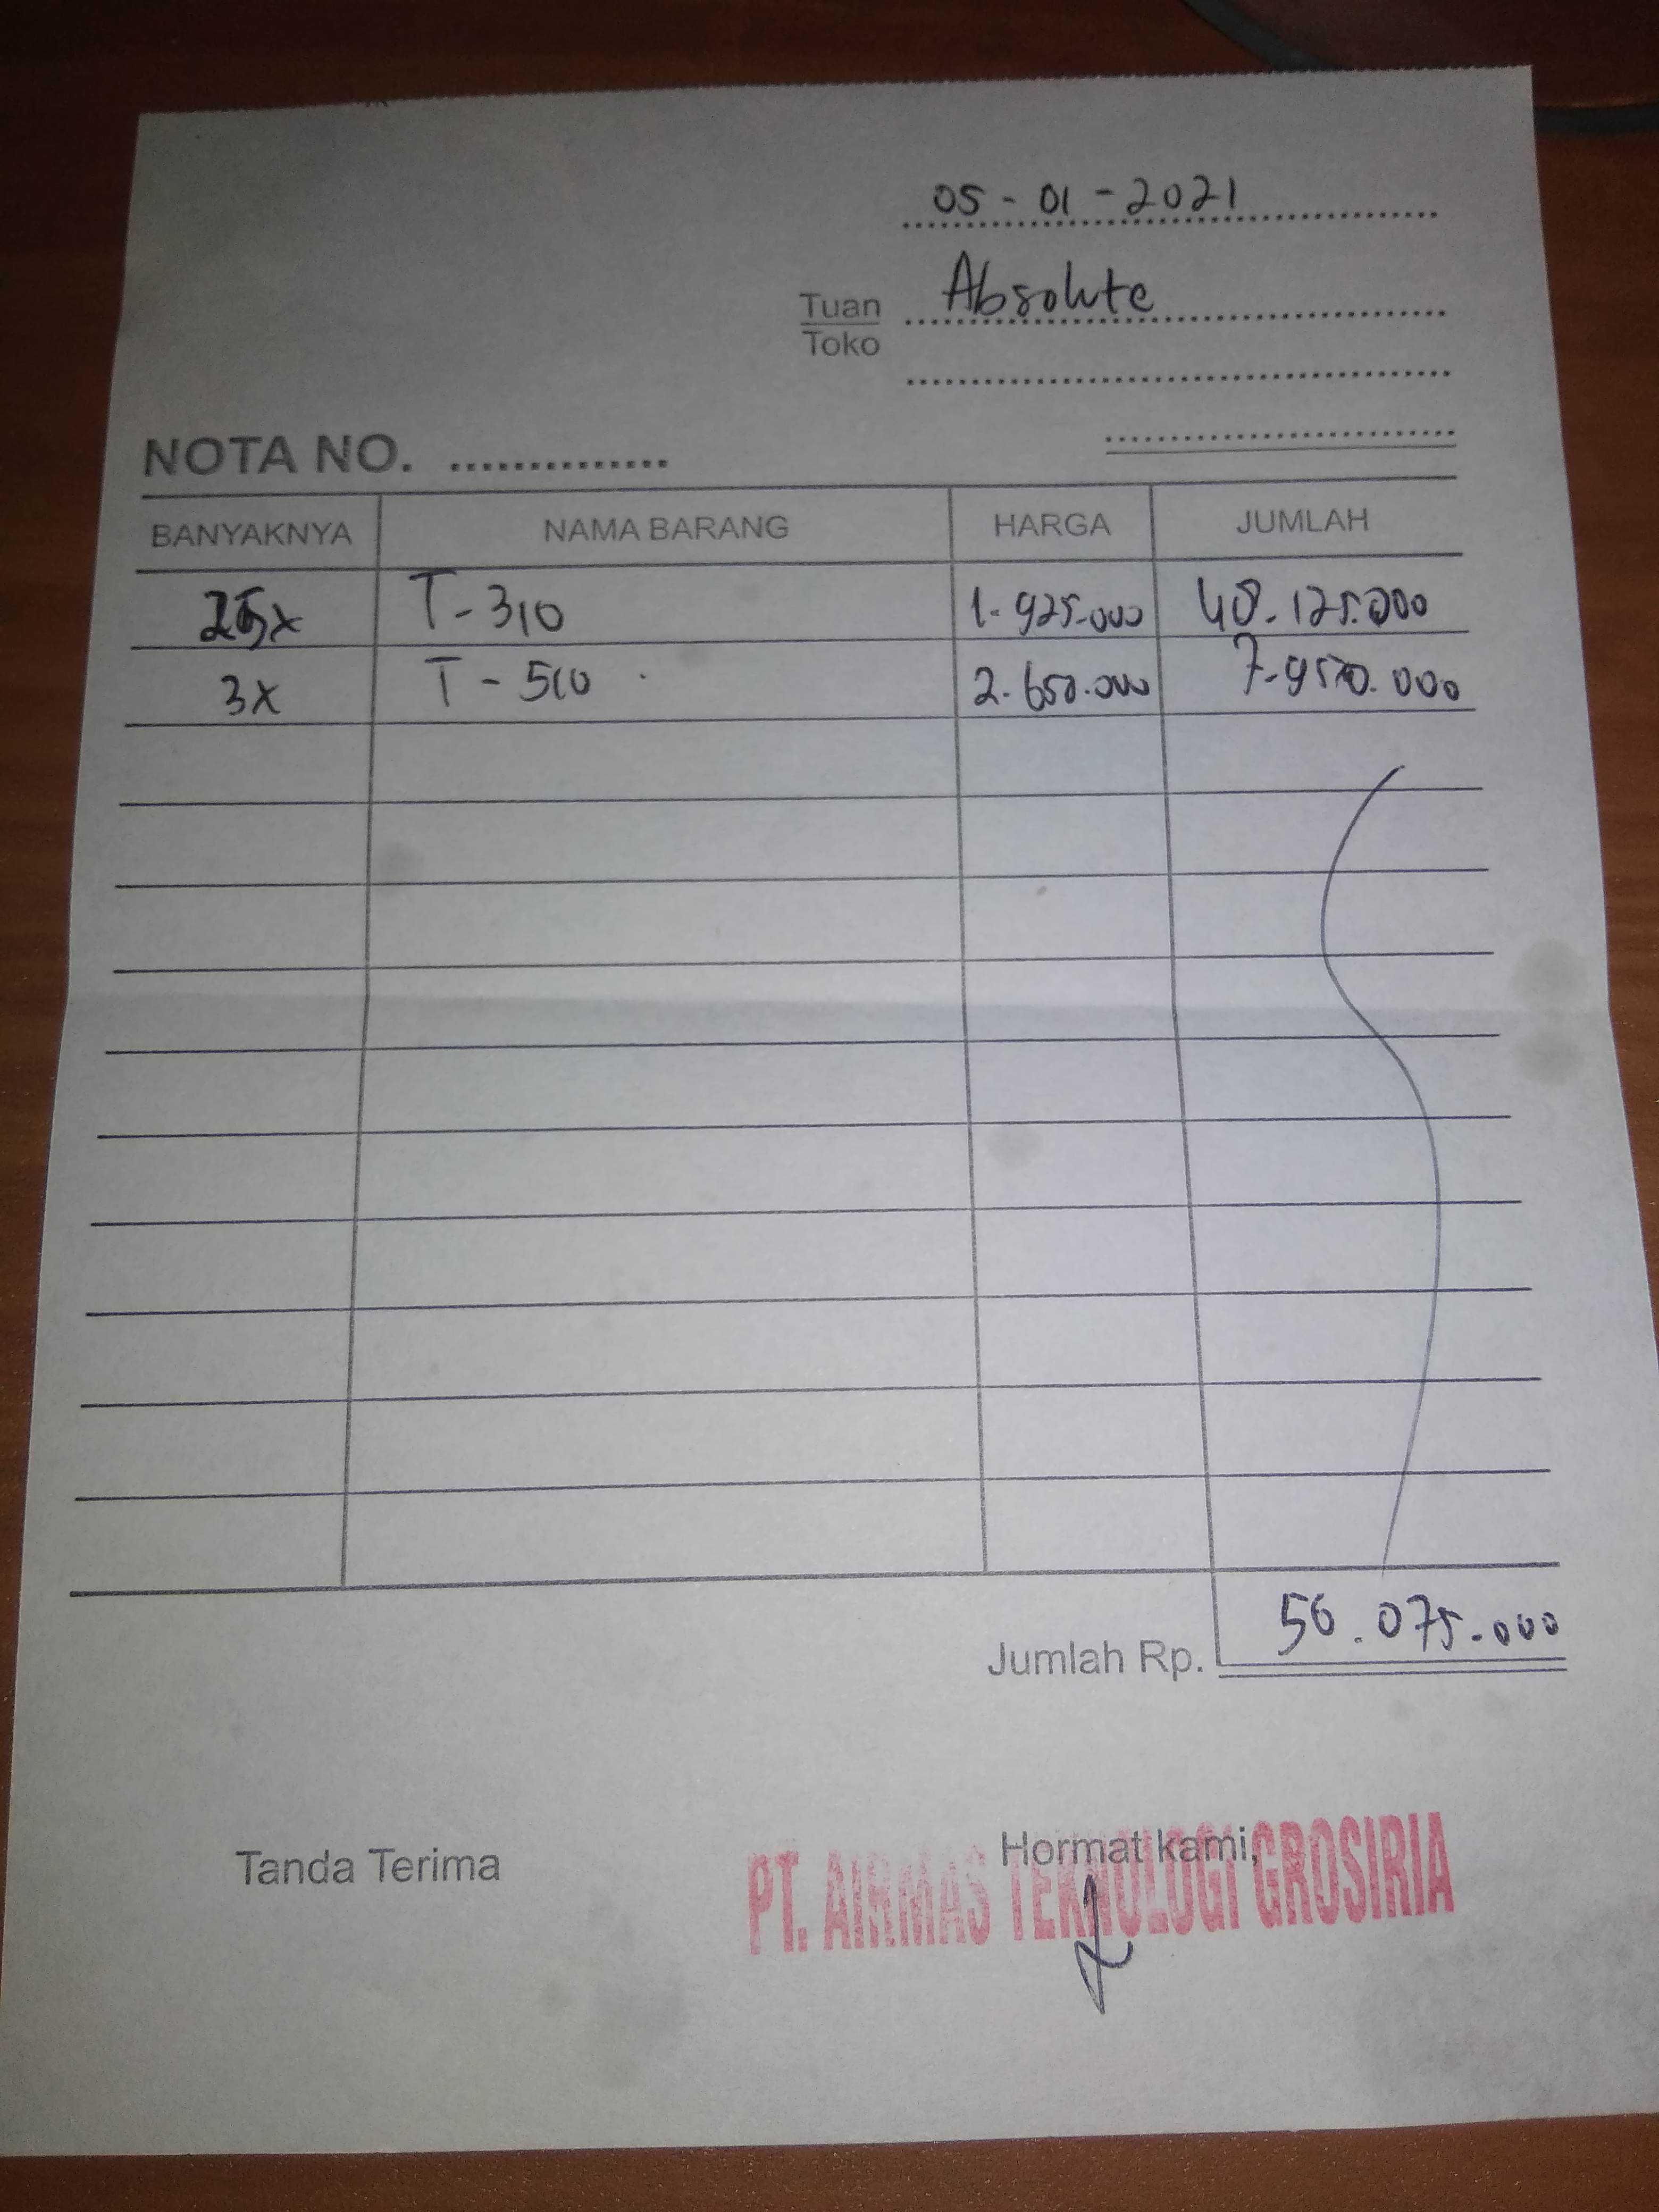 05 - 01 - 2021
Tuan Absolute
Toko
NOTA NO. ..............
BANYAKNYA NAMA BARANG HARGA JUMLAH
25x T-310 1.925.000 48.125.000
3x T-510 2.650.000 7.950.000
Jumlah Rp. 56.075.000
Tanda Terima Hormat kami,
PT. AIRMAS TEKNOLOGI GROSIRIA